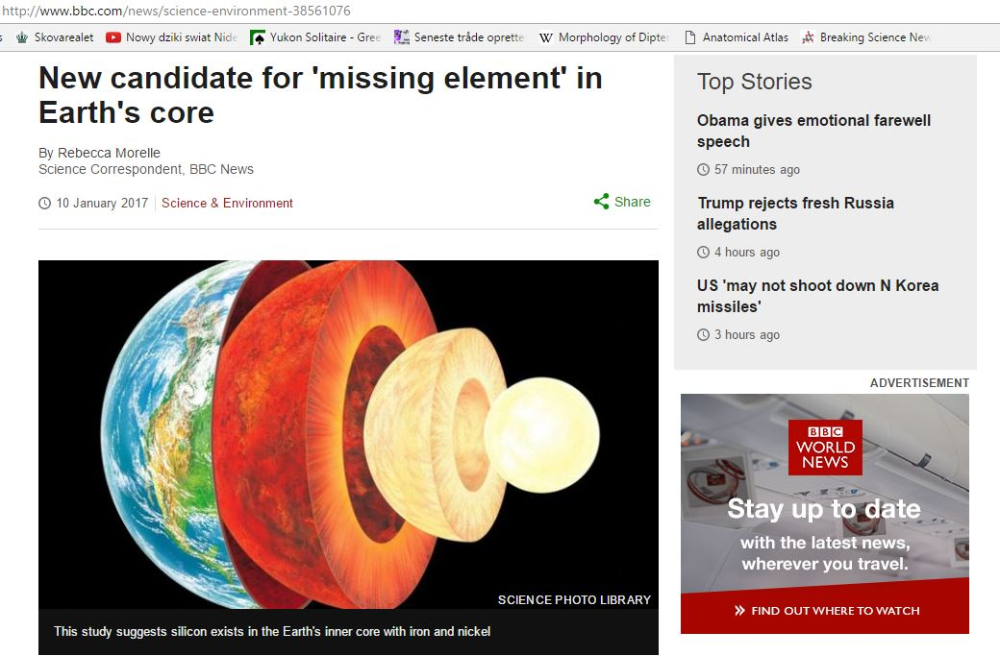 http://www.bbc.com/news/science-environment-38561076
s Skovarealet Nowy dziki swiat Nide Yukon Solitaire - Gree Seneste tråde oprette W Morphology of Dipter Anatomical Atlas Breaking Science New
New candidate for 'missing element' in
Earth's core
By Rebecca Morelle
Science Correspondent, BBC News
10 January 2017 Science & Environment
Share
SCIENCE PHOTO LIBRARY
This study suggests silicon exists in the Earth's inner core with iron and nickel
Top Stories
Obama gives emotional farewell
speech
57 minutes ago
Trump rejects fresh Russia
allegations
4 hours ago
US 'may not shoot down N Korea
missiles'
3 hours ago
ADVERTISEMENT
BBC
WORLD
NEWS
Stay up to date
with the latest news,
wherever you travel.
» FIND OUT WHERE TO WATCH